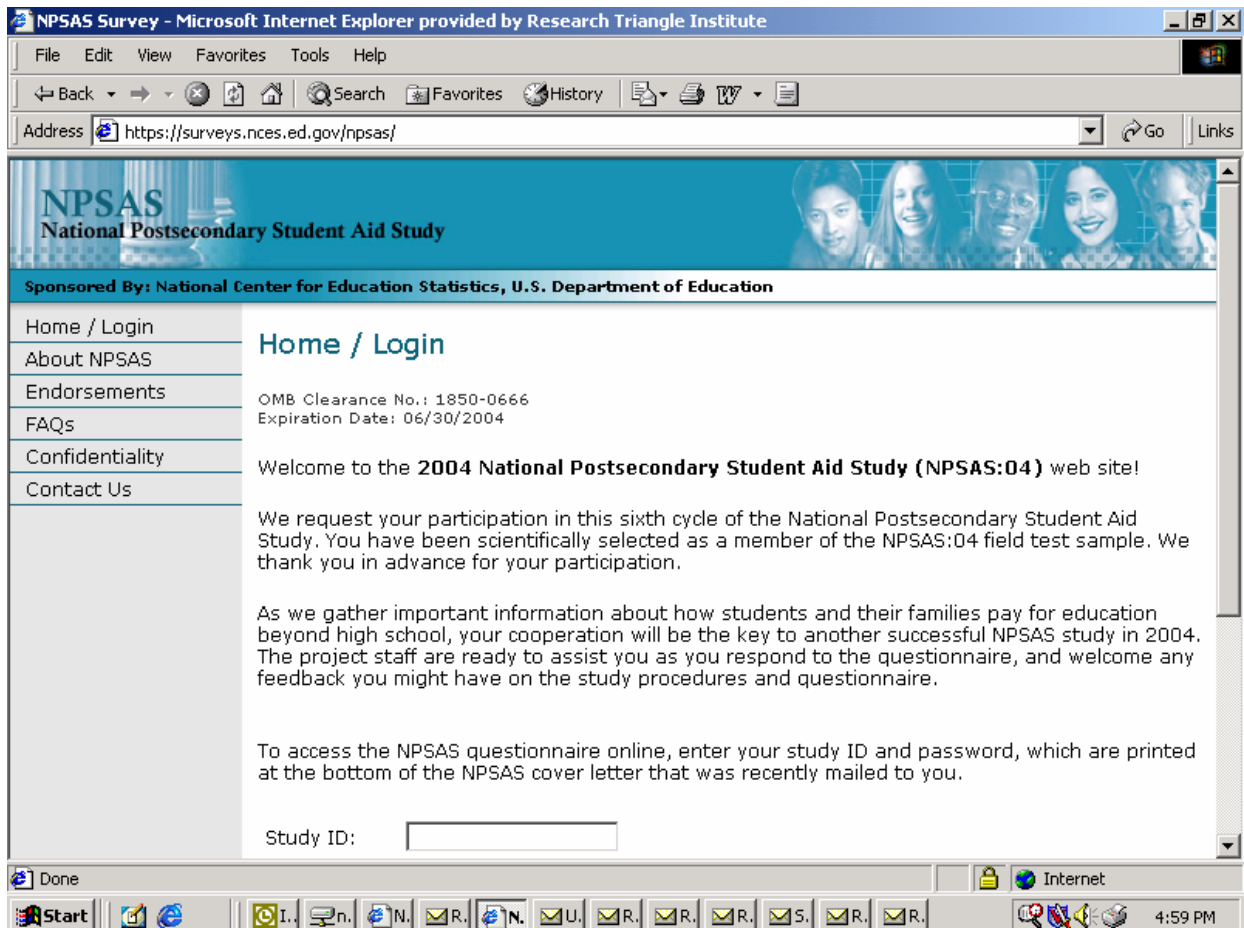 NPSAS Survey - Microsoft Internet Explorer provided by Research Triangle Institute
File Edit View Favorites Tools Help
Back Search Favorites History
Address https://surveys.nces.ed.gov/npsas/ Go Links
NPSAS
National Postsecondary Student Aid Study
Sponsored By: National Center for Education Statistics, U.S. Department of Education
Home / Login
About NPSAS
Endorsements
FAQs
Confidentiality
Contact Us
Home / Login
OMB Clearance No.: 1850-0666
Expiration Date: 06/30/2004
Welcome to the 2004 National Postsecondary Student Aid Study (NPSAS:04) web site!
We request your participation in this sixth cycle of the National Postsecondary Student Aid
Study. You have been scientifically selected as a member of the NPSAS:04 field test sample. We
thank you in advance for your participation.
As we gather important information about how students and their families pay for education
beyond high school, your cooperation will be the key to another successful NPSAS study in 2004.
The project staff are ready to assist you as you respond to the questionnaire, and welcome any
feedback you might have on the study procedures and questionnaire.
To access the NPSAS questionnaire online, enter your study ID and password, which are printed
at the bottom of the NPSAS cover letter that was recently mailed to you.
Study ID:
Done Internet
Start I.. n. N. R. N. U. R. R. R. S. R. R. 4:59 PM